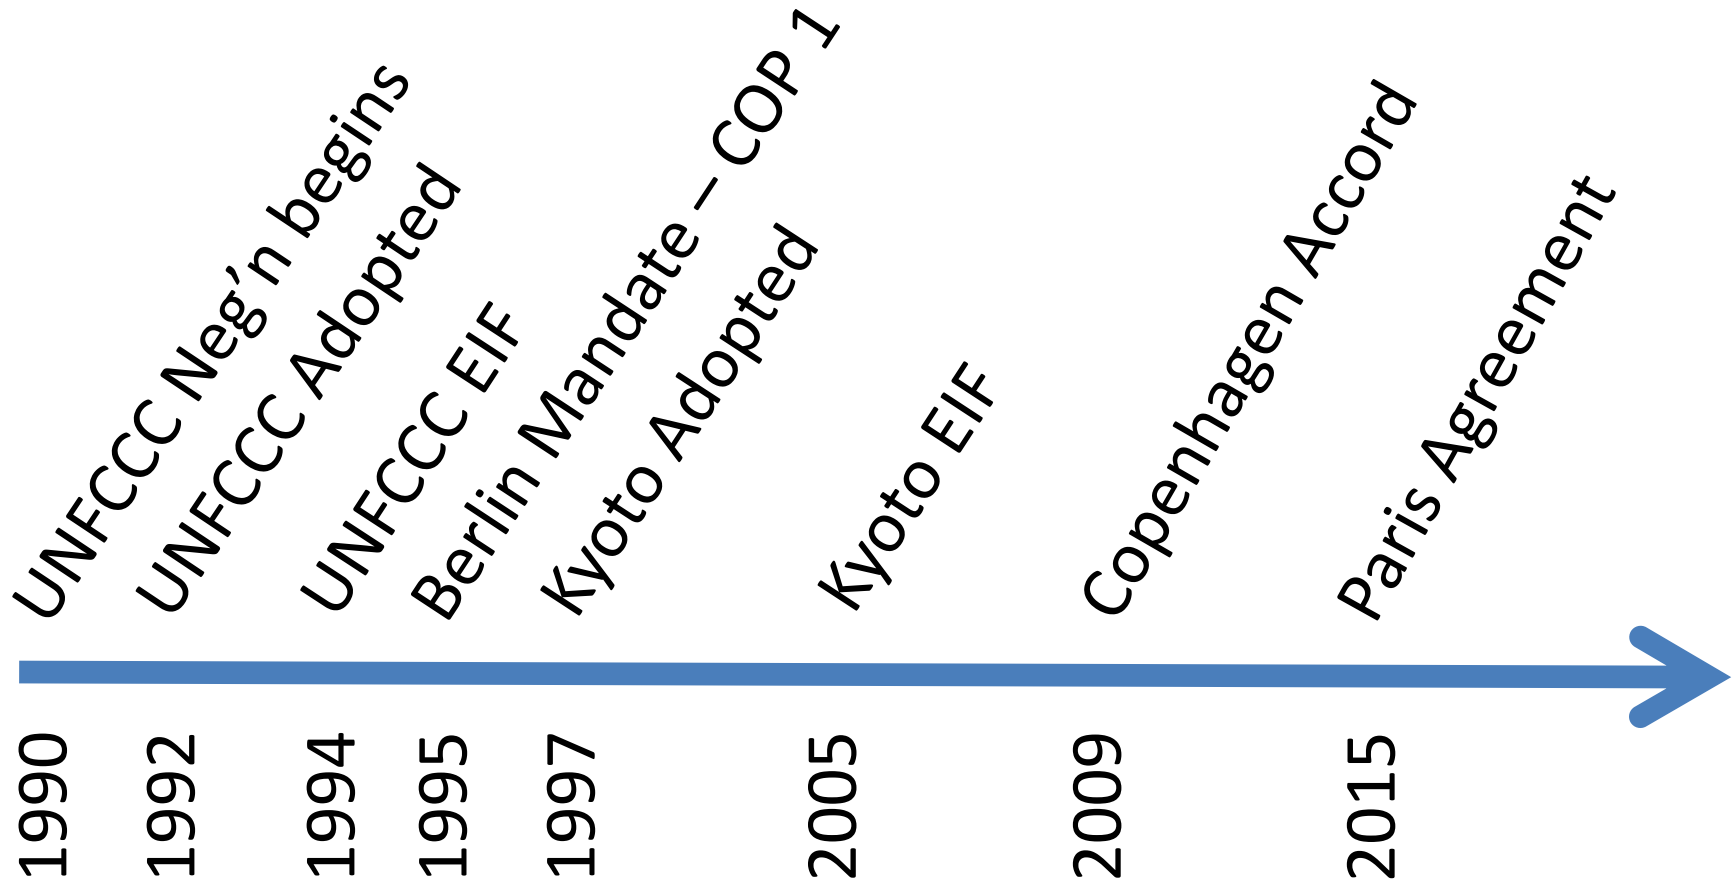 UNFCCC Neg’n begins
UNFCCC Adopted
UNFCCC EIF
Berlin Mandate – COP 1
Kyoto Adopted
Kyoto EIF
Copenhagen Accord
Paris Agreement
1990
1992
1994
1995
1997
2005
2009
2015